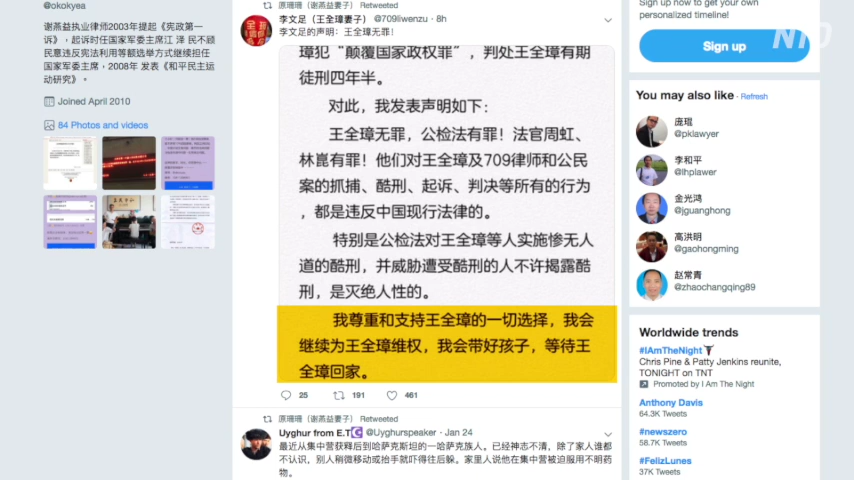 @okokyea
谢燕益执业律师2003年提起《宪政第一
诉》，起诉时任国家军委主席江 泽 民不顾
民意违反宪法利用等额选举方式继续担任
国家军委主席，2008年 发表《和平民主运
动研究》。
Joined April 2010
84 Photos and videos
原珊珊（谢燕益妻子） Retweeted
李文足（王全璋妻子） @709liwenzu · 8h
李文足的声明：王全璋无罪！
璋犯“颠覆国家政权罪”，判处王全璋有期
徒刑四年半。
对此，我发表声明如下：
王全璋无罪，公检法有罪！法官周虹、
林崑有罪！他们对王全璋及709律师和公民
案的抓捕、酷刑、起诉、判决等所有的行为
，都是违反中国现行法律的。
特别是公检法对王全璋等人实施惨无人
道的酷刑，并威胁遭受酷刑的人不许揭露酷
刑，是灭绝人性的。
我尊重和支持王全璋的一切选择，我会
继续为王全璋维权，我会带好孩子，等待王
全璋回家。
25 191 461
原珊珊（谢燕益妻子） Retweeted
Uyghur from E.T @Uyghurspeaker · Jan 24
最近从集中营获释后到哈萨克斯坦的一哈萨克族人。已经神志不清，除了家人谁都
不认识，别人稍微移动或抬手就吓得往后躲。家里人说他在集中营被迫服用不明药
物。
Sign up now to get your own
personalized timeline!
Sign up
NTD
You may also like · Refresh
庞琨
@pklawyer
李和平
@lhplawer
金光鸿
@jguanghong
高洪明
@gaohongming
赵常青
@zhaochangqing89
Worldwide trends
#IAmTheNight
Chris Pine & Patty Jenkins reunite,
TONIGHT on TNT
Promoted by I Am The Night
Anthony Davis
64.3K Tweets
#newszero
58.7K Tweets
#FelizLunes
37K Tweets